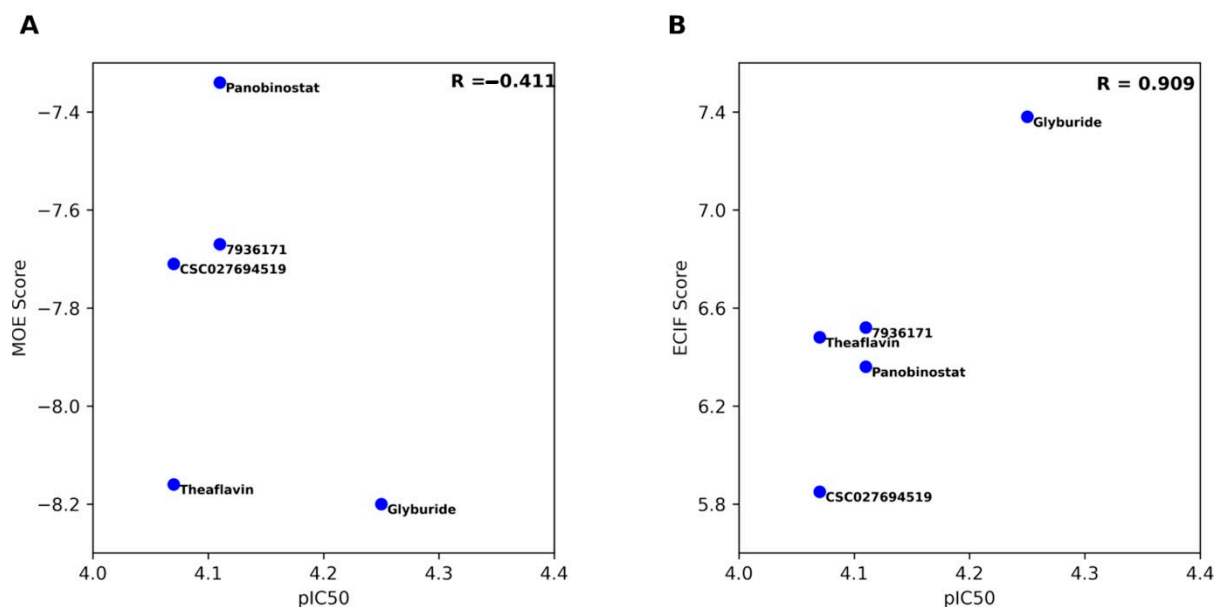 A
R =−0.411
Panobinostat
7936171
CSC027694519
Theaflavin
Glyburide
−7.4
−7.6
−7.8
−8.0
−8.2
MOE Score
4.0 4.1 4.2 4.3 4.4
pIC50
B
R = 0.909
Glyburide
7936171
Theaflavin
Panobinostat
CSC027694519
7.4
7.0
6.6
6.2
5.8
ECIF Score
4.0 4.1 4.2 4.3 4.4
pIC50